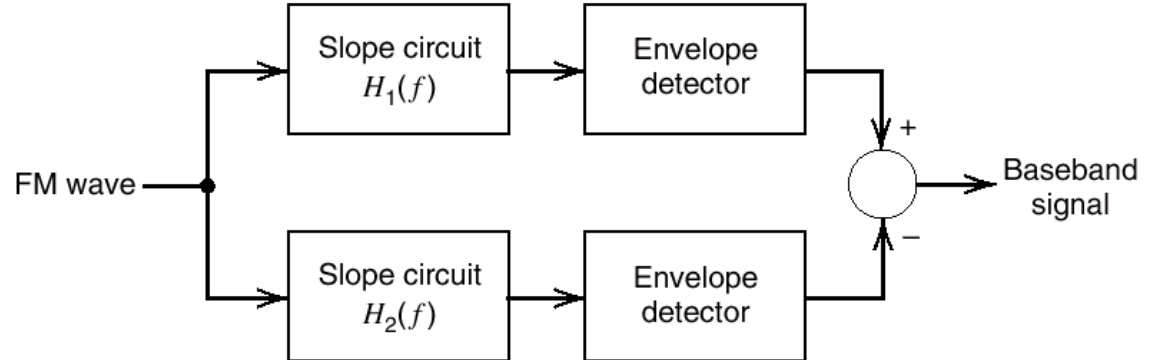 Slope circuit
H₁(f)
Envelope
detector
+
FM wave
Baseband
signal
−
Slope circuit
H₂(f)
Envelope
detector